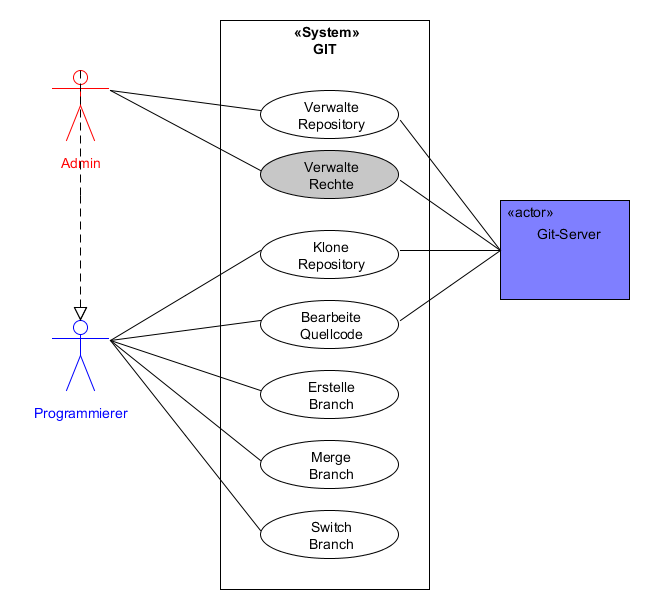 «System»
GIT
Admin
Verwalte
Repository
Verwalte
Rechte
«actor»
Git-Server
Klone
Repository
Bearbeite
Quellcode
Programmierer
Erstelle
Branch
Merge
Branch
Switch
Branch